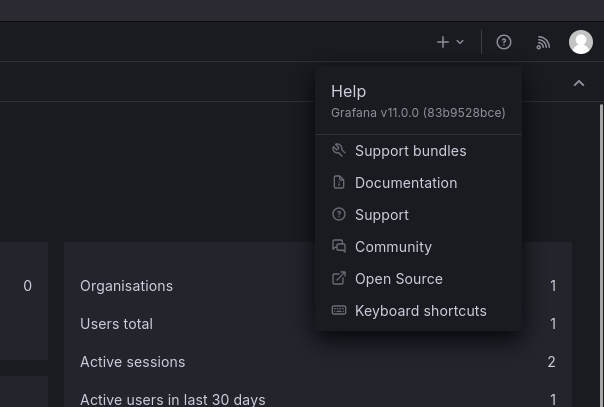 Help
Grafana v11.0.0 (83b9528bce)
Support bundles
Documentation
Support
Community
Open Source
Keyboard shortcuts
0
Organisations 1
Users total 1
Active sessions 2
Active users in last 30 days 1